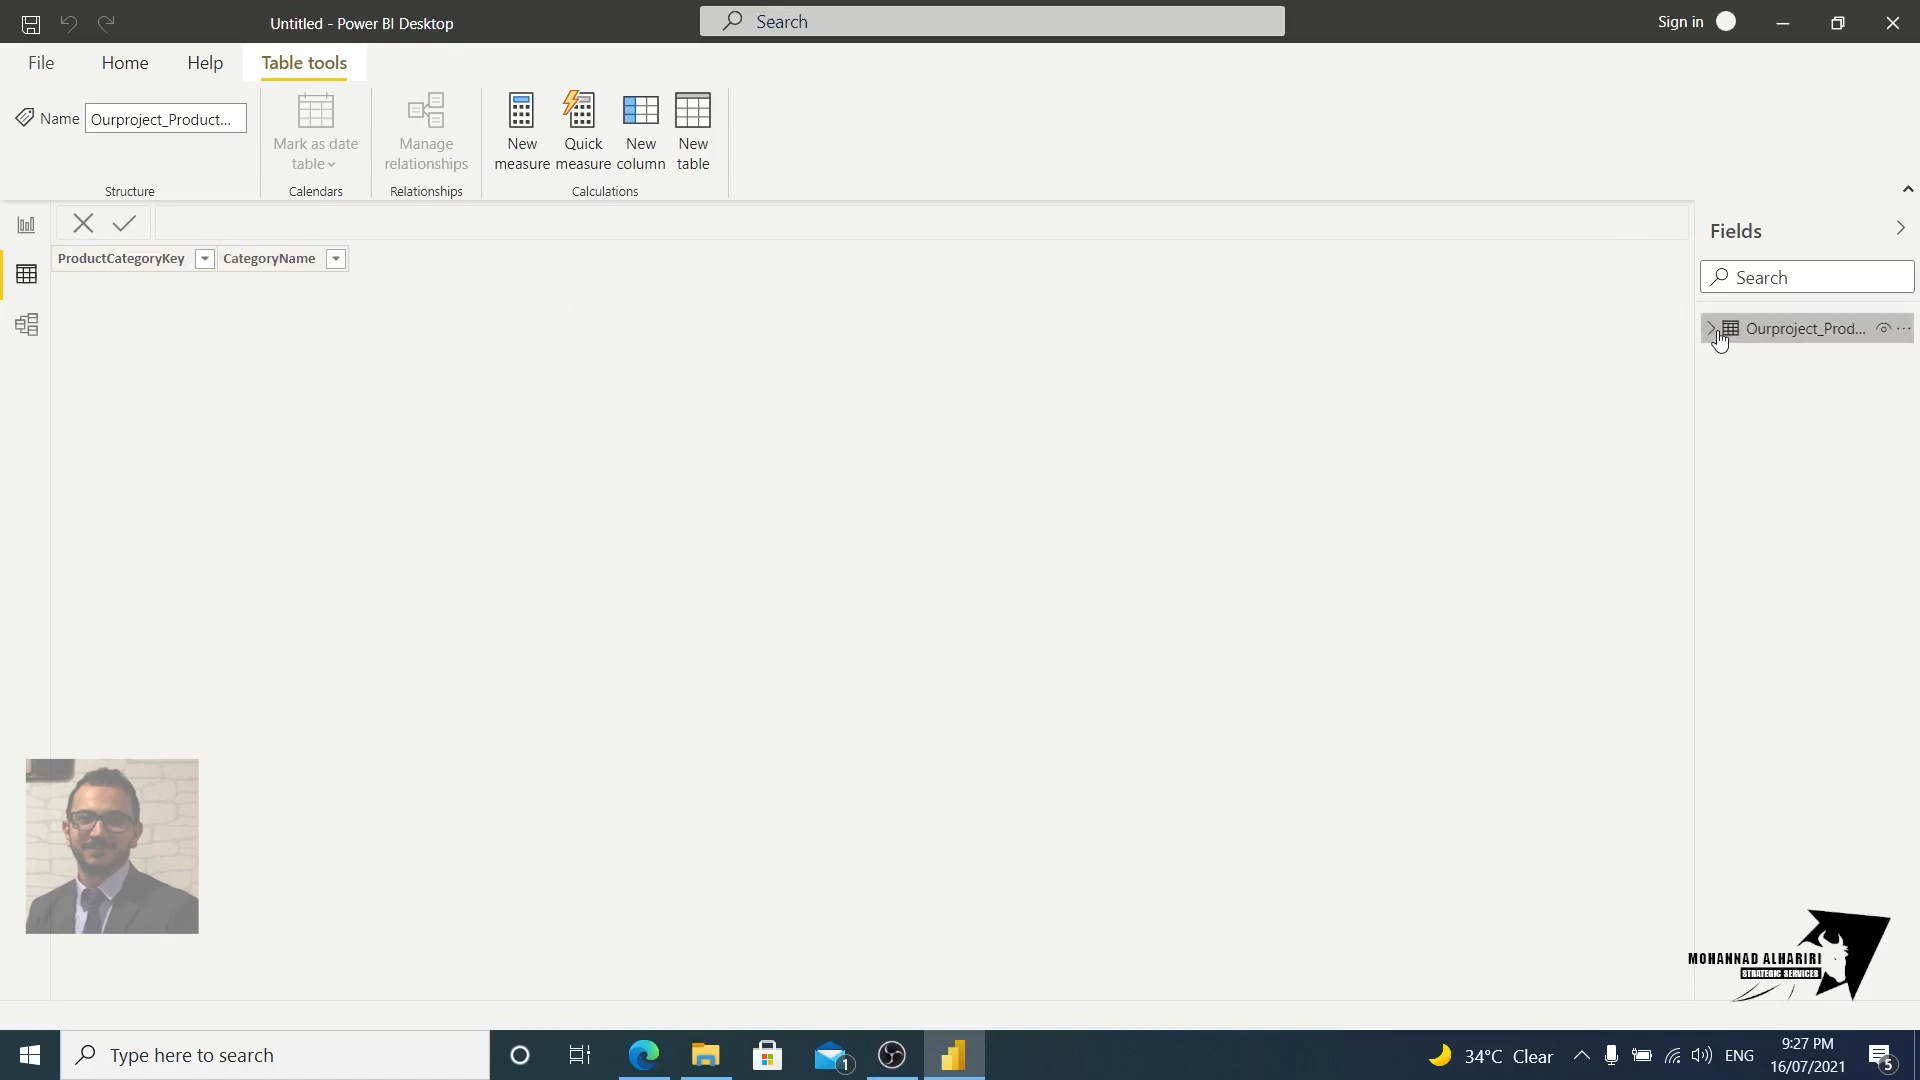 Untitled - Power BI Desktop
Search
Sign in
File
Home
Help
Table tools
Name
Ourproject_Product...
Mark as date
table
Manage
relationships
New
measure
Quick
measure
New
column
New
table
Structure
Calendars
Relationships
Calculations
ProductCategoryKey
CategoryName
Fields
Search
Ourproject_Prod...
MOHANNAD ALHARIRI
STRATEGIC SERVICES
Type here to search
1
34°C Clear
ENG
9:27 PM
16/07/2021
5